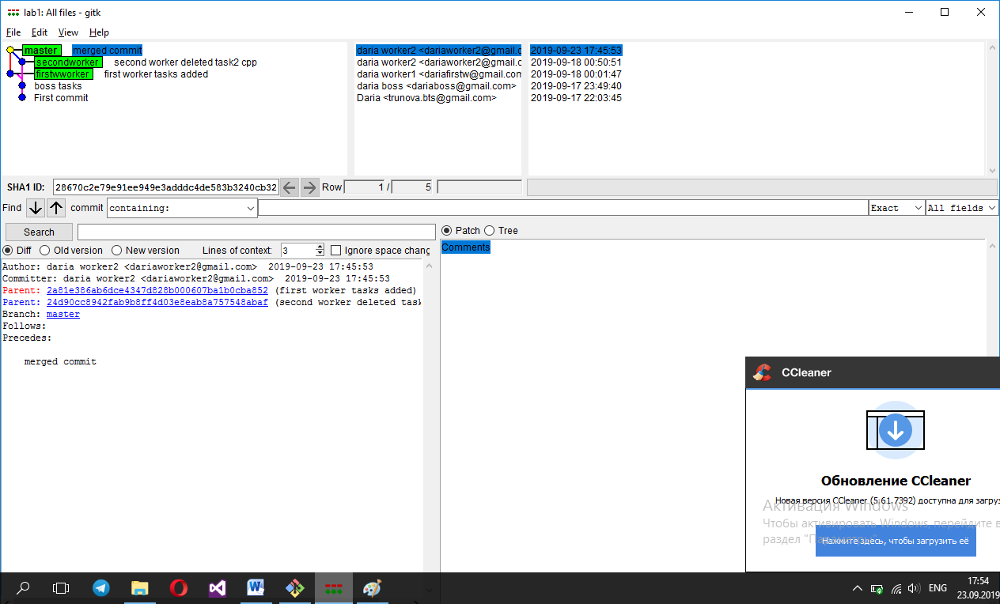 lab1: All files - gitk
File Edit View Help
master merged commit daria worker2 <dariaworker2@gmail.c 2019-09-23 17:45:53
secondworker second worker deleted task2 cpp daria worker2 <dariaworker2@gmail.c 2019-09-18 00:50:51
firstwworker first worker tasks added daria worker1 <dariafirstw@gmail.com 2019-09-18 00:01:47
boss tasks daria boss <dariaboss@gmail.com> 2019-09-17 23:49:40
First commit Daria <trunova.bts@gmail.com> 2019-09-17 22:03:45
SHA1 ID: 28670c2e79e91ee949e3adddc4de583b3240cb32 Row 1 / 5
Find commit containing: Exact All fields
Search
Patch Tree
Diff Old version New version Lines of context: 3 Ignore space chang
Comments
Author: daria worker2 <dariaworker2@gmail.com> 2019-09-23 17:45:53
Committer: daria worker2 <dariaworker2@gmail.com> 2019-09-23 17:45:53
Parent: 2a81e386ab6dce4347d828b000607ba1b0cba852 (first worker tasks added)
Parent: 24d90cc8942fab9b8ff4d03e8eab8a757548abaf (second worker deleted task
Branch: master
Follows:
Precedes:
merged commit
CCleaner
Обновление CCleaner
Новая версия CCleaner (5.61.7392) доступна для загруз
Активация Windows
Чтобы активировать Windows, перейдите в
раздел "Параметры".
Нажмите здесь, чтобы загрузить её
ENG
17:54
23.09.2019